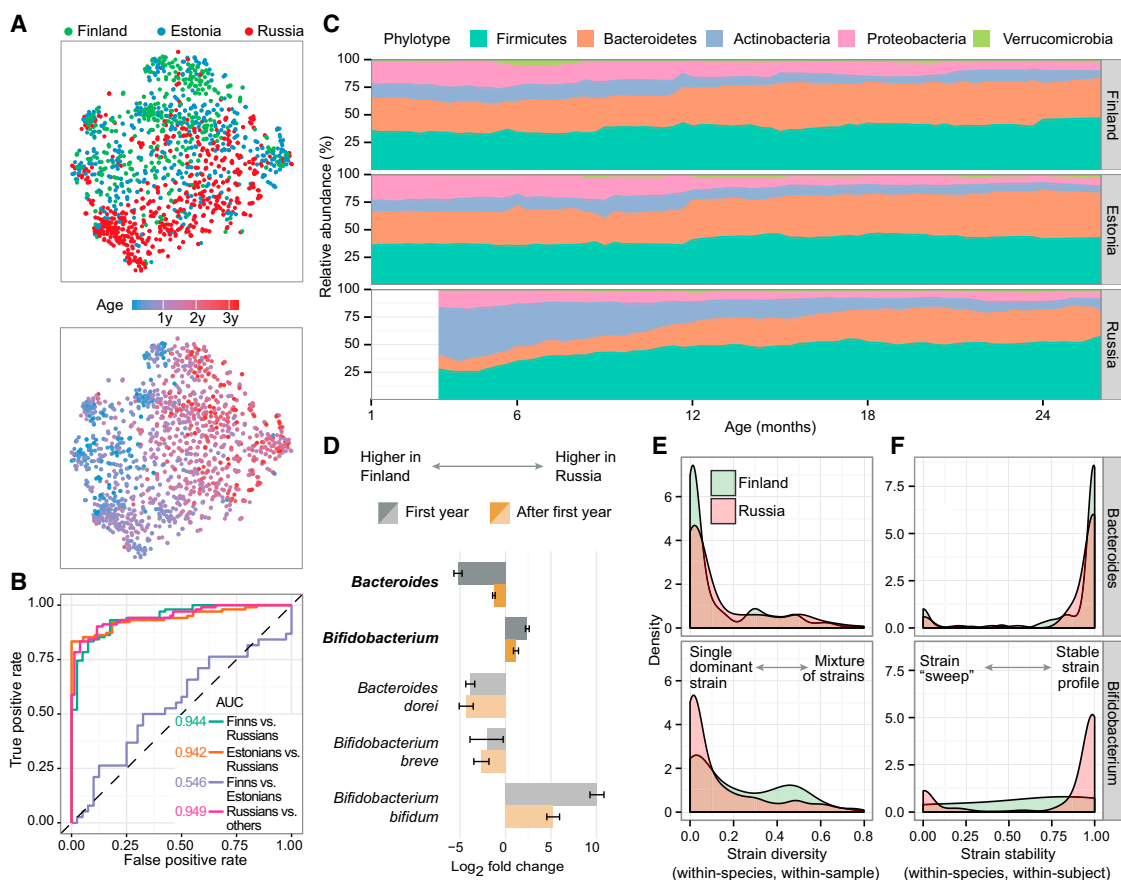 A
Finland
Estonia
Russia
Age
1y
2y
3y
B
1.00
0.75
0.50
0.25
0.00
True positive rate
0.00
0.25
0.50
0.75
1.00
False positive rate
AUC
0.944
Finns vs.
Russians
0.942
Estonians vs.
Russians
0.546
Finns vs.
Estonians
0.949
Russians vs.
others
C
Phylotype
Firmicutes
Bacteroidetes
Actinobacteria
Proteobacteria
Verrucomicrobia
Relative abundance (%)
100
75
50
25
Finland
100
75
50
25
Estonia
100
75
50
25
Russia
1
6
12
18
24
Age (months)
D
Higher in
Finland
Higher in
Russia
First year
After first year
Bacteroides
Bifidobacterium
Bacteroides
dorei
Bifidobacterium
breve
Bifidobacterium
bifidum
−5
0
5
10
Log2 fold change
E
Finland
Russia
6
4
2
0
Density
Single
dominant
strain
Mixture
of strains
6
4
2
0
0.0
0.2
0.4
0.6
0.8
Strain diversity
(within-species, within-sample)
F
7.5
5.0
2.5
0.0
Bacteroides
Strain
“sweep”
Stable
strain
profile
7.5
5.0
2.5
0.0
Bifidobacterium
0.00
0.25
0.50
0.75
1.00
Strain stability
(within-species, within-subject)